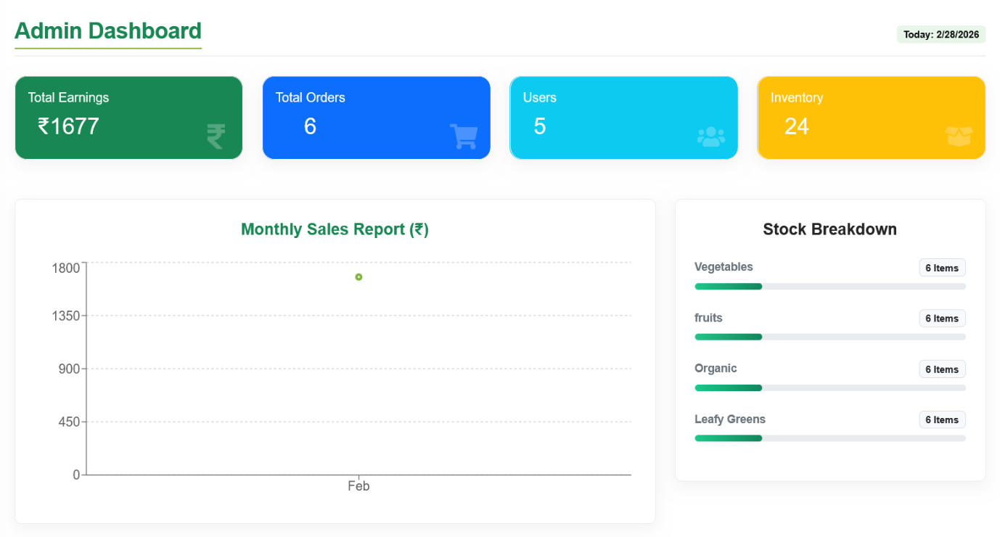 Admin Dashboard
Today: 2/28/2026
Total Earnings
₹1677
₹
Total Orders
6
Users
5
Inventory
24
Monthly Sales Report (₹)
1800
1350
900
450
0
Feb
Stock Breakdown
Vegetables 6 Items
fruits 6 Items
Organic 6 Items
Leafy Greens 6 Items